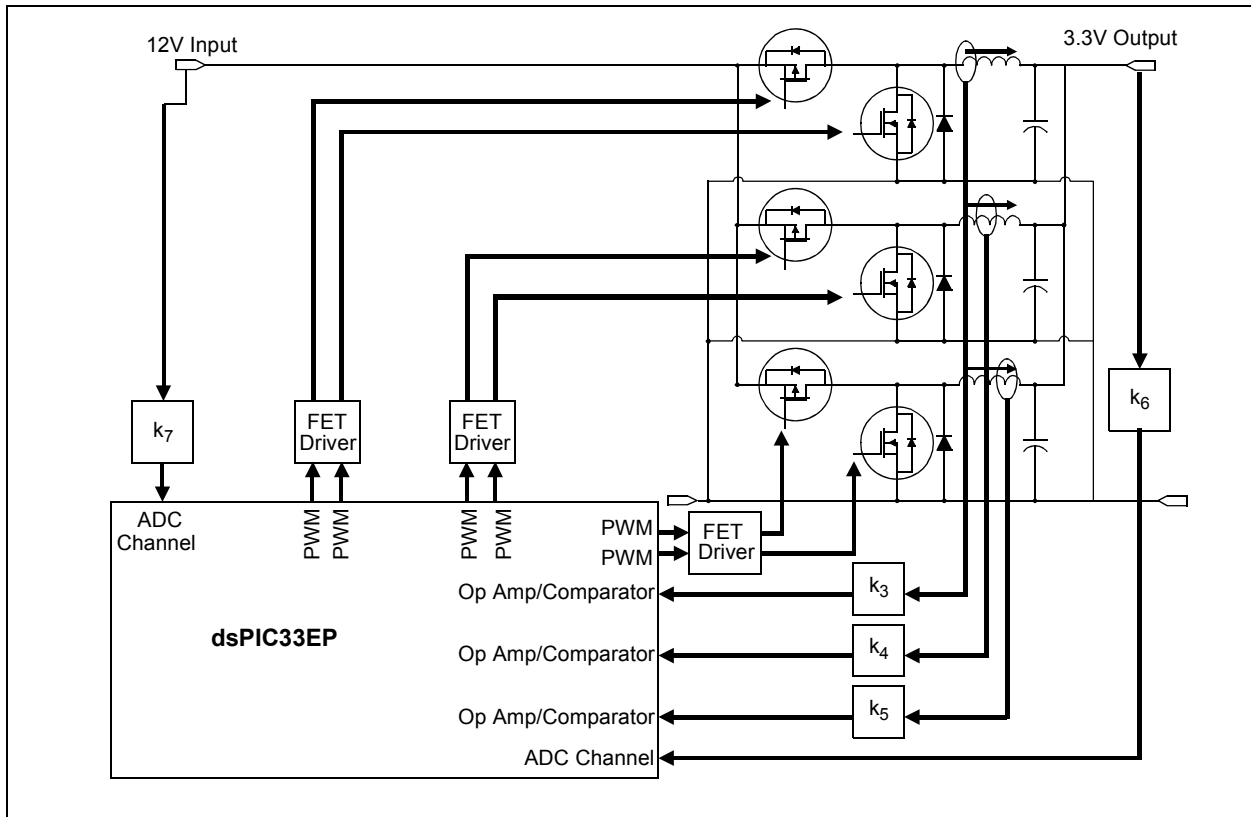 12V Input
3.3V Output
k7
FET
Driver
FET
Driver
k6
ADC
Channel
PWM
PWM
PWM
PWM
PWM
PWM
FET
Driver
Op Amp/Comparator
k3
dsPIC33EP
Op Amp/Comparator
k4
Op Amp/Comparator
k5
ADC Channel